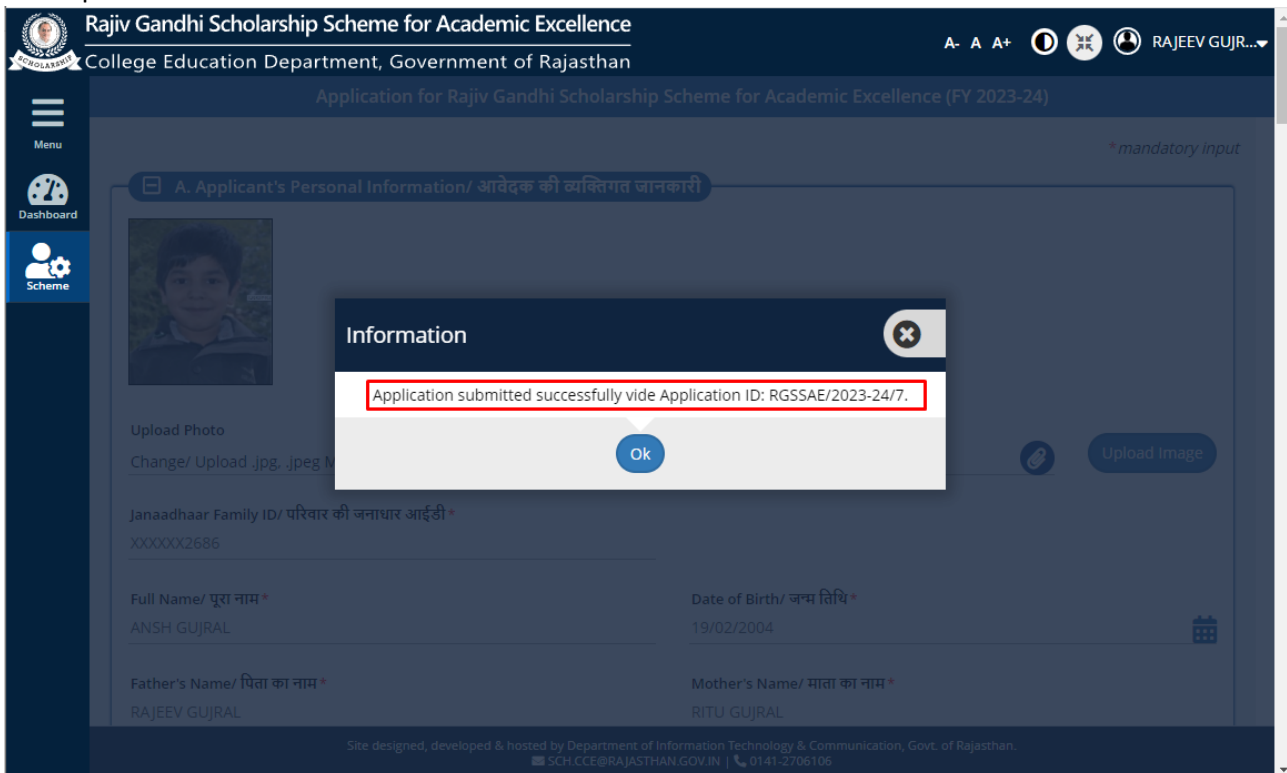 Rajiv Gandhi Scholarship Scheme for Academic Excellence
College Education Department, Government of Rajasthan
A- A A+
RAJEEV GUJR...
SCHOLARSHIP
Application for Rajiv Gandhi Scholarship Scheme for Academic Excellence (FY 2023-24)
Menu
*mandatory input
A. Applicant's Personal Information/ आवेदक की व्यक्तिगत जानकारी
Dashboard
Scheme
Information
Application submitted successfully vide Application ID: RGSSAE/2023-24/7.
Ok
Upload Photo
Change/ Upload .jpg, .jpeg M
Upload Image
Janaadhaar Family ID/ परिवार की जनाधार आईडी*
XXXXXX2686
Full Name/ पूरा नाम*
Date of Birth/ जन्म तिथि*
ANSH GUJRAL
19/02/2004
Father's Name/ पिता का नाम*
Mother's Name/ माता का नाम*
RAJEEV GUJRAL
RITU GUJRAL
Site designed, developed & hosted by Department of Information Technology & Communication, Govt. of Rajasthan.
SCH.CCE@RAJASTHAN.GOV.IN | 0141-2706106